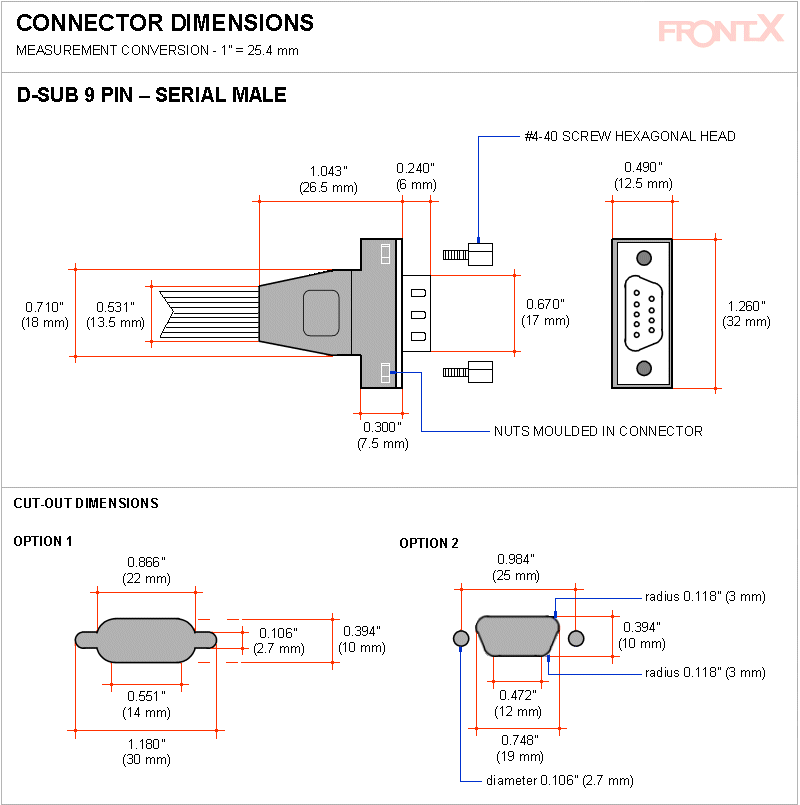 CONNECTOR DIMENSIONS
FRONTX
MEASUREMENT CONVERSION - 1" = 25.4 mm
D-SUB 9 PIN – SERIAL MALE
#4-40 SCREW HEXAGONAL HEAD
1.043"
(26.5 mm)
0.240"
(6 mm)
0.490"
(12.5 mm)
0.710"
(18 mm)
0.531"
(13.5 mm)
0.670"
(17 mm)
1.260"
(32 mm)
0.300"
(7.5 mm)
NUTS MOULDED IN CONNECTOR
CUT-OUT DIMENSIONS
OPTION 1
0.866"
(22 mm)
0.106"
(2.7 mm)
0.394"
(10 mm)
0.551"
(14 mm)
1.180"
(30 mm)
OPTION 2
0.984"
(25 mm)
radius 0.118" (3 mm)
0.394"
(10 mm)
radius 0.118" (3 mm)
0.472"
(12 mm)
0.748"
(19 mm)
diameter 0.106" (2.7 mm)